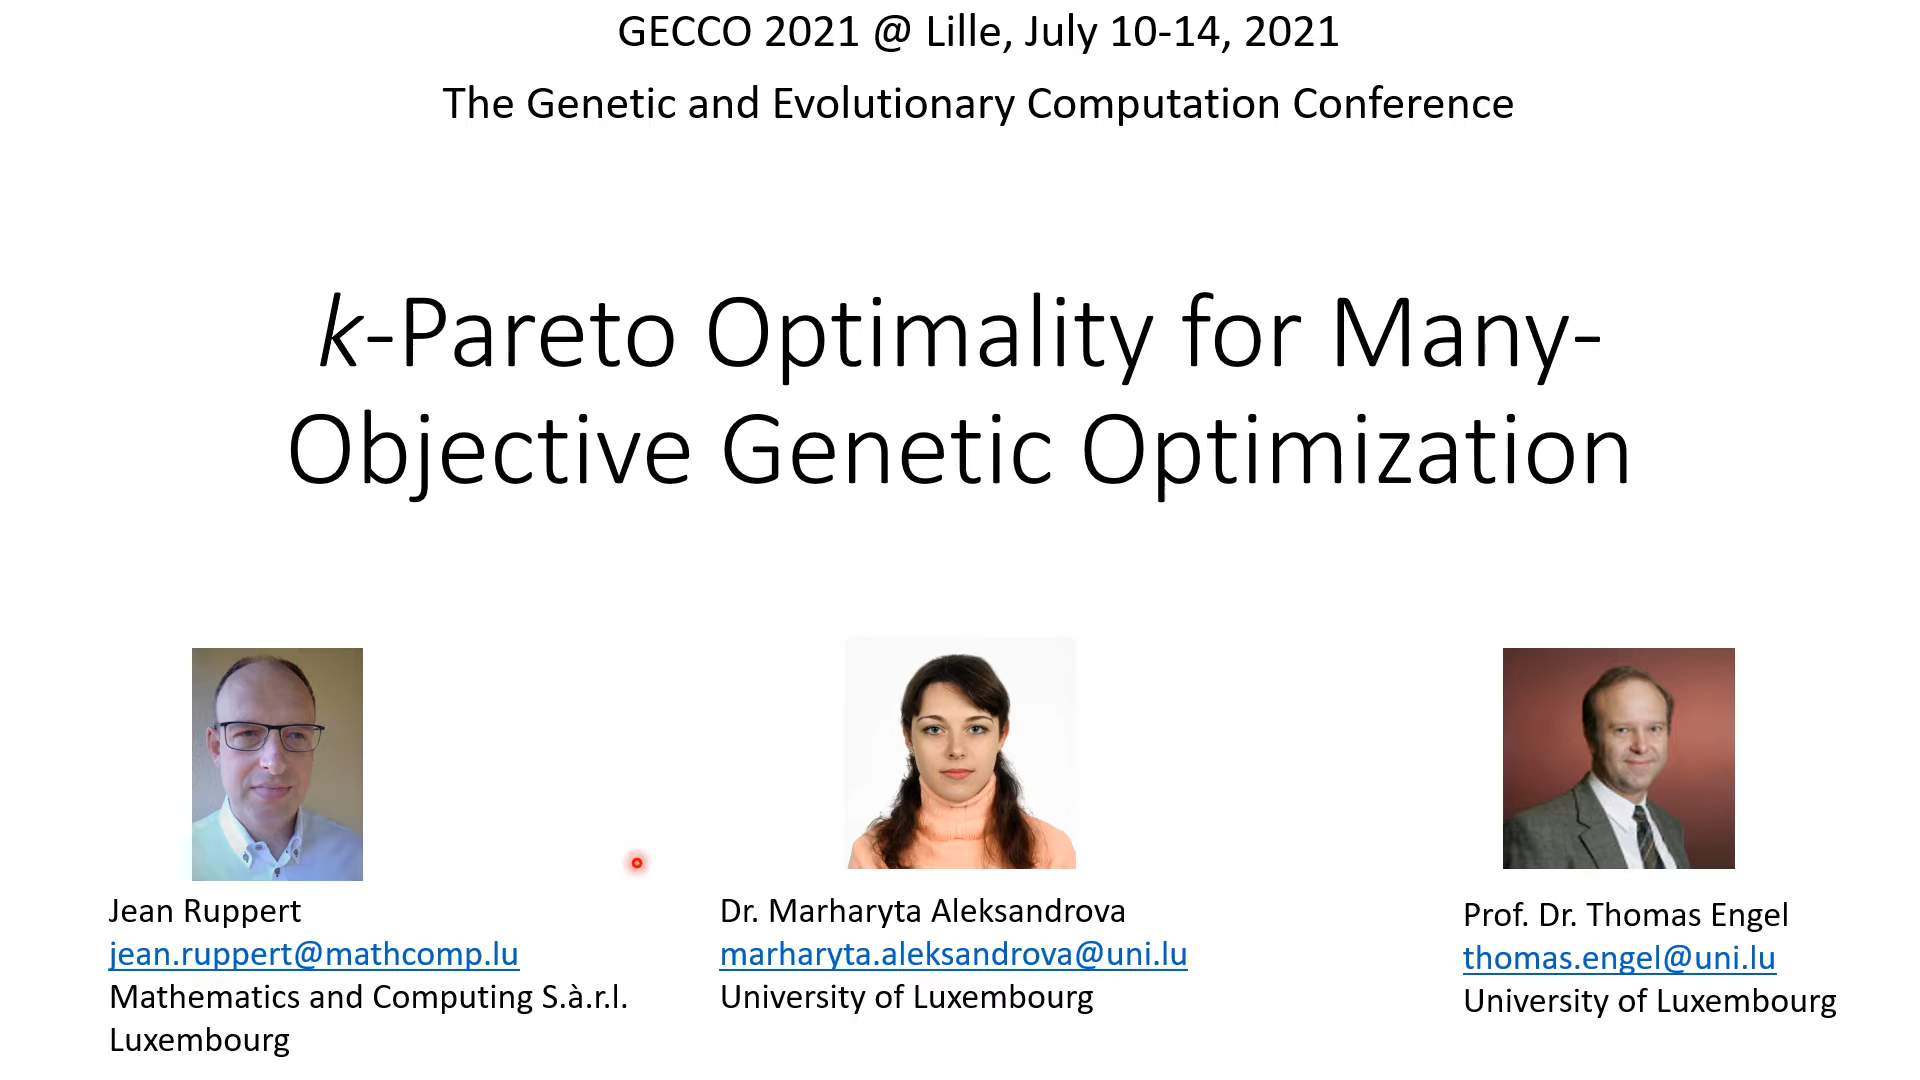 GECCO 2021 @ Lille, July 10-14, 2021
The Genetic and Evolutionary Computation Conference
k-Pareto Optimality for Many-
Objective Genetic Optimization
Jean Ruppert
jean.ruppert@mathcomp.lu
Mathematics and Computing S.à.r.l.
Luxembourg
Dr. Marharyta Aleksandrova
marharyta.aleksandrova@uni.lu
University of Luxembourg
Prof. Dr. Thomas Engel
thomas.engel@uni.lu
University of Luxembourg